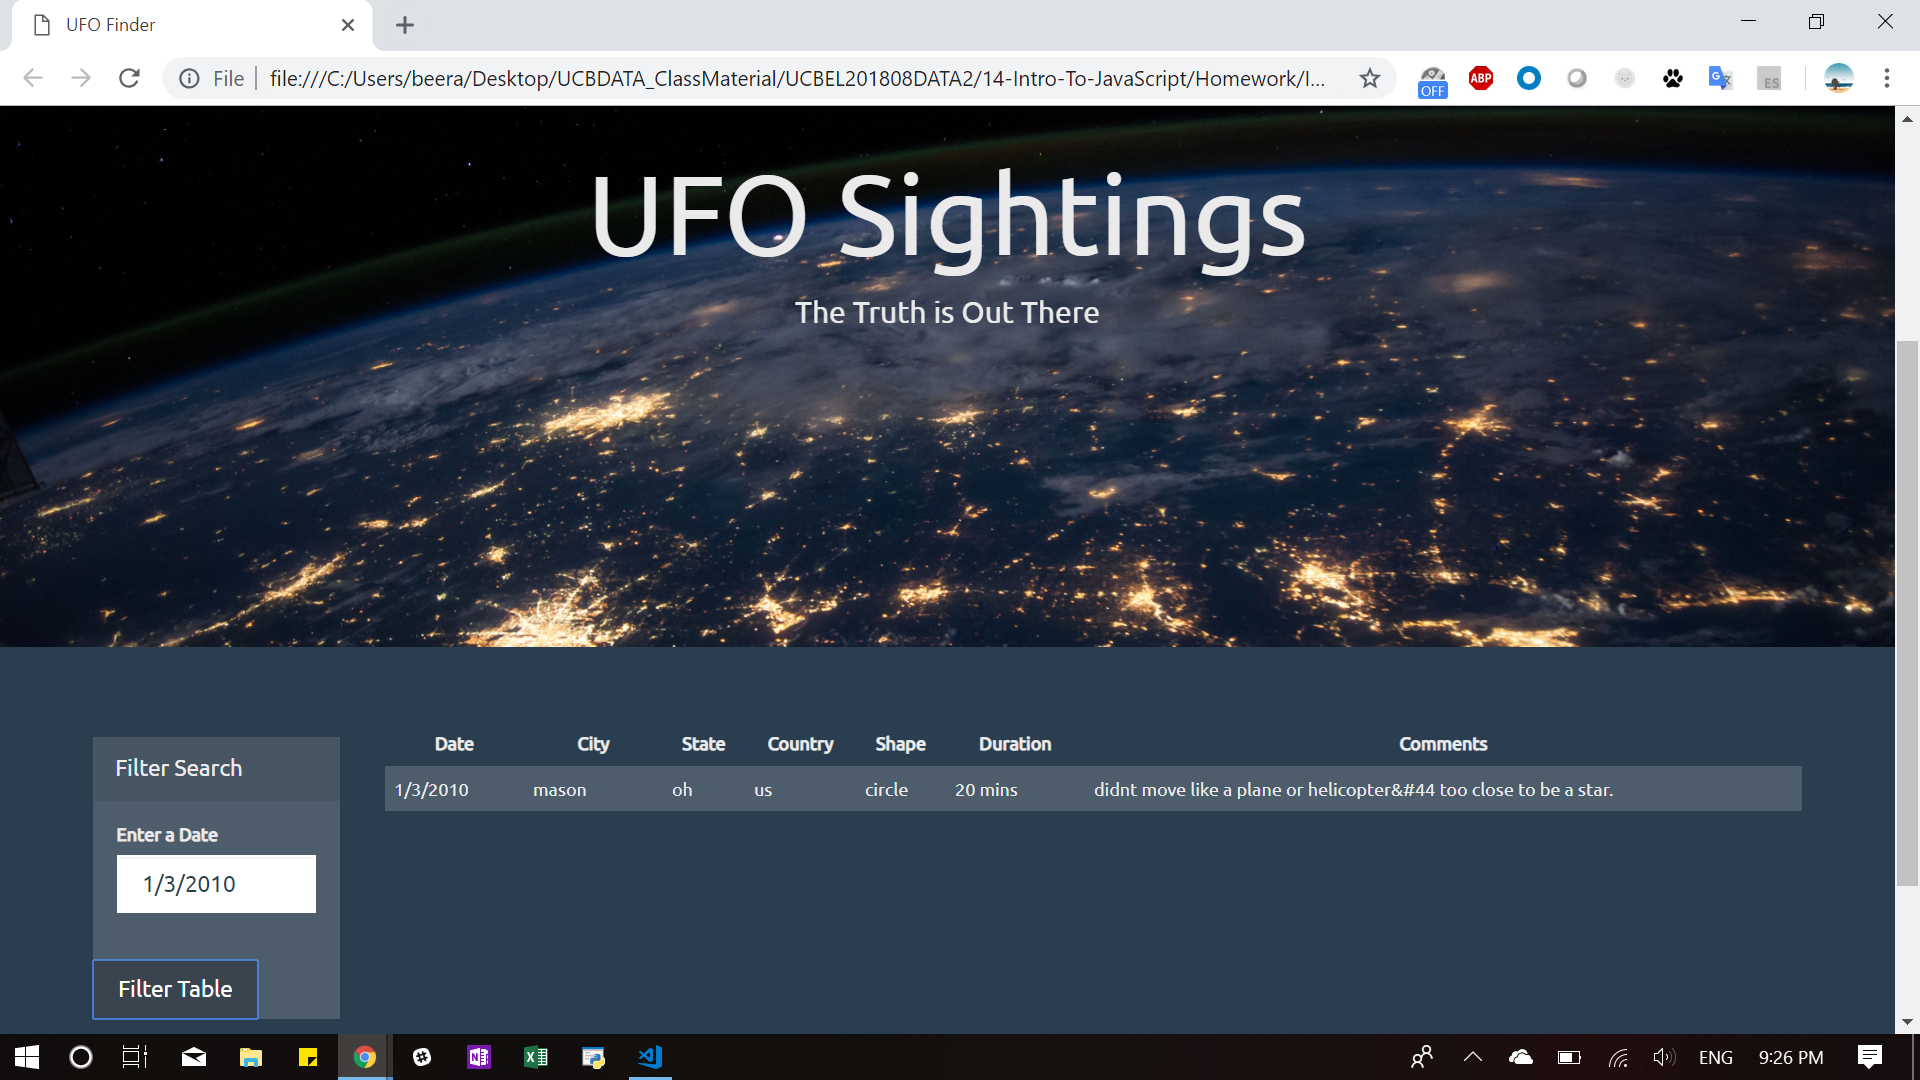 UFO Finder
File
file:///C:/Users/beera/Desktop/UCBDATA_ClassMaterial/UCBEL201808DATA2/14-Intro-To-JavaScript/Homework/I...
OFF
ABP
ES
UFO Sightings
The Truth is Out There
Filter Search
Enter a Date
1/3/2010
Filter Table
Date City State Country Shape Duration Comments
1/3/2010 mason oh us circle 20 mins didnt move like a plane or helicopter&#44 too close to be a star.
ENG 9:26 PM